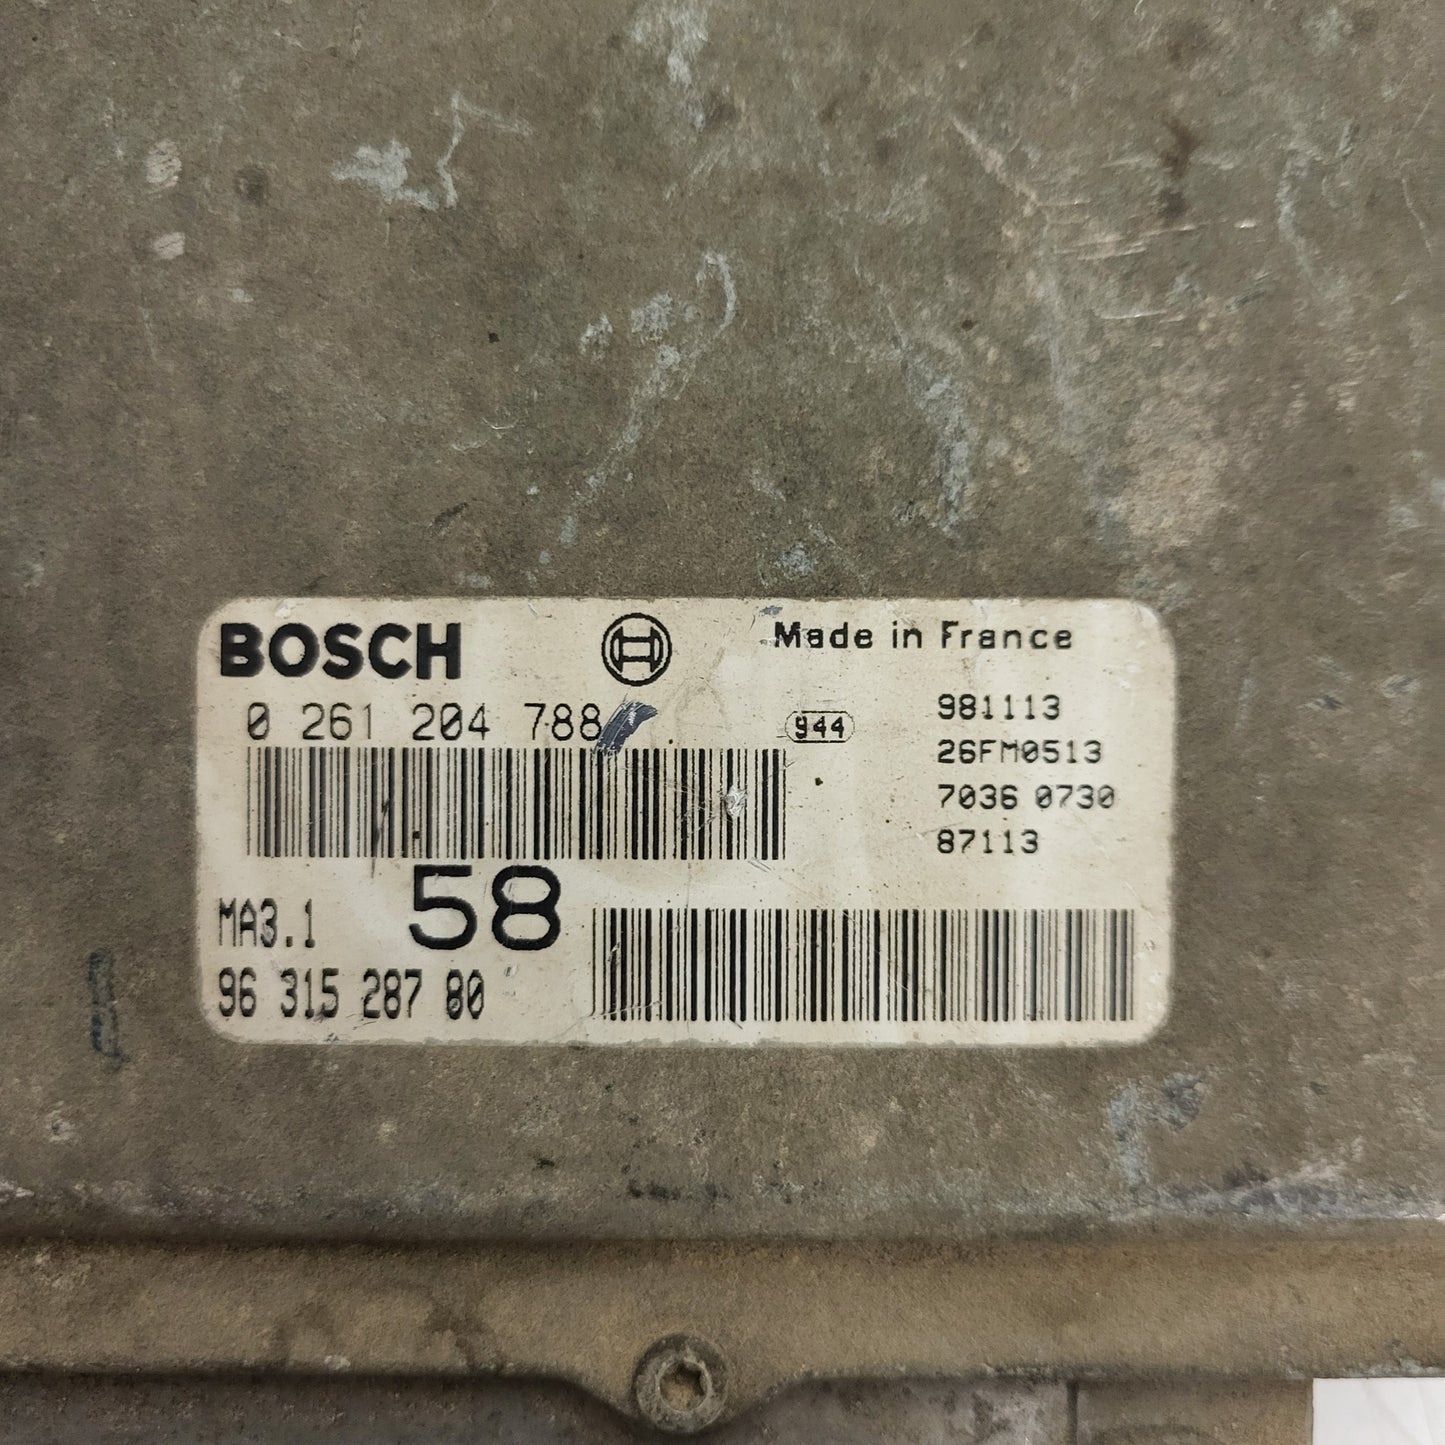 BOSCH
Made in France
0 261 204 788
944
981113
26FM0513
7036 0730
87113
MA3.1
58
96 315 287 80